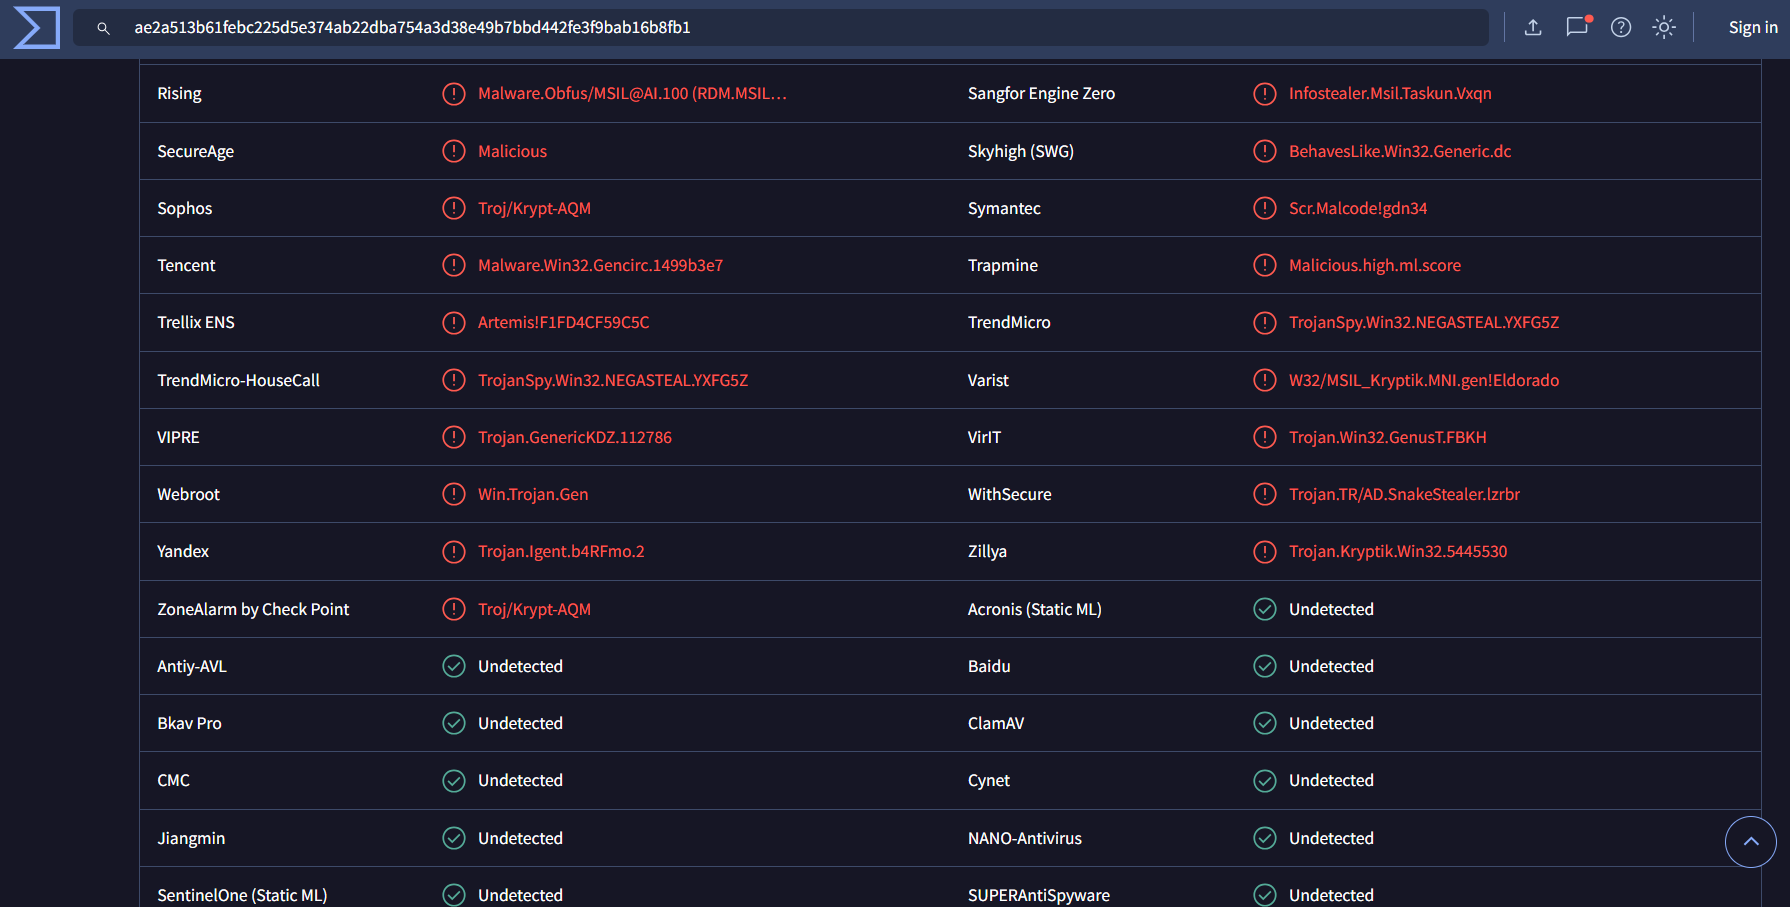 ae2a513b61febc225d5e374ab22dba754a3d38e49b7bbd442fe3f9bab16b8fb1 Sign in
Rising Malware.Obfus/MSIL@AI.100 (RDM.MSIL... Sangfor Engine Zero Infostealer.Msil.Taskun.Vxqn
SecureAge Malicious Skyhigh (SWG) BehavesLike.Win32.Generic.dc
Sophos Troj/Krypt-AQM Symantec Scr.Malcode!gdn34
Tencent Malware.Win32.Gencirc.1499b3e7 Trapmine Malicious.high.ml.score
Trellix ENS Artemis!F1FD4CF59C5C TrendMicro TrojanSpy.Win32.NEGASTEAL.YXFG5Z
TrendMicro-HouseCall TrojanSpy.Win32.NEGASTEAL.YXFG5Z Varist W32/MSIL_Kryptik.MNI.gen!Eldorado
VIPRE Trojan.GenericKDZ.112786 VirIT Trojan.Win32.GenusT.FBKH
Webroot Win.Trojan.Gen WithSecure Trojan.TR/AD.SnakeStealer.lzrbr
Yandex Trojan.Igent.b4RFmo.2 Zillya Trojan.Kryptik.Win32.5445530
ZoneAlarm by Check Point Troj/Krypt-AQM Acronis (Static ML) Undetected
Antiy-AVL Undetected Baidu Undetected
Bkav Pro Undetected ClamAV Undetected
CMC Undetected Cynet Undetected
Jiangmin Undetected NANO-Antivirus Undetected
SentinelOne (Static ML) Undetected SUPERAntiSpyware Undetected